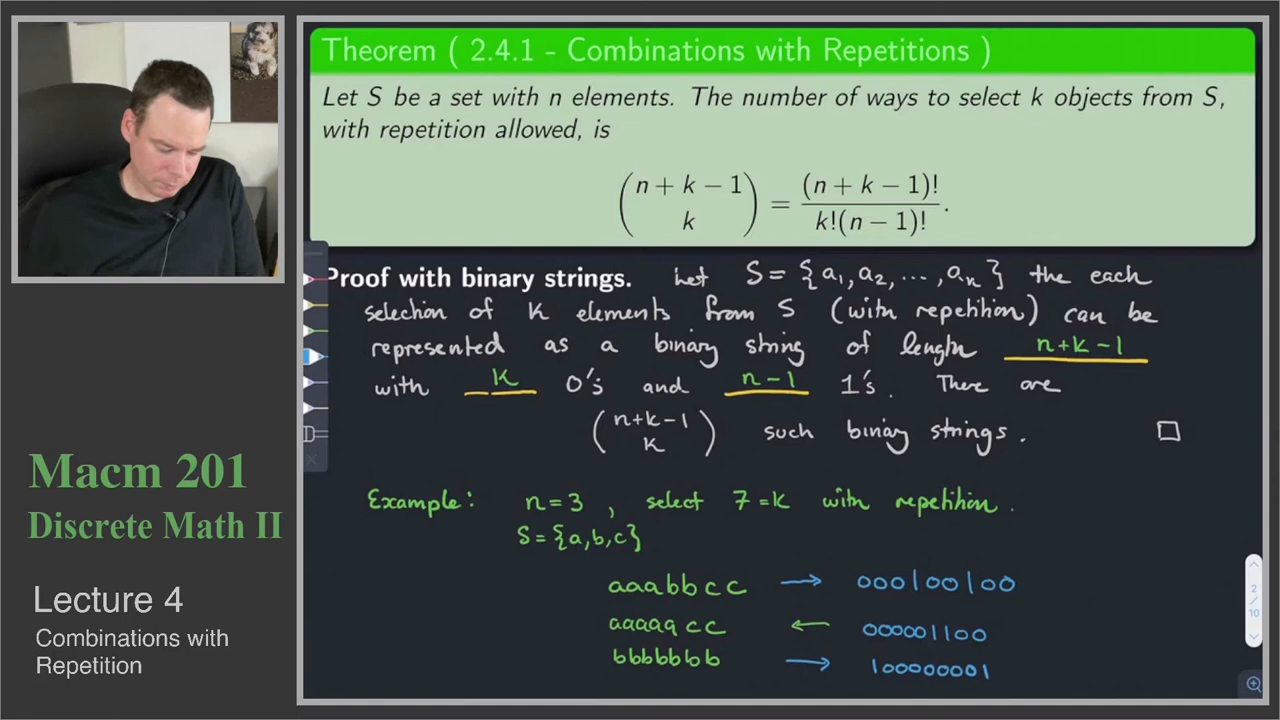 Theorem ( 2.4.1 - Combinations with Repetitions )
Let S be a set with n elements. The number of ways to select k objects from S,
with repetition allowed, is
(n + k − 1 choose k) = (n + k − 1)! / k!(n − 1)! .
Proof with binary strings. Let S = {a₁, a₂, ..., aₙ} the each
selection of k elements from S (with repetition) can be
represented as a binary string of length n+k-1
with k 0's and n-1 1's. There are
(n+k-1 choose k) such binary strings. □
Example: n=3, select 7=k with repetition.
S={a,b,c}
aaabbcc → 000100100
aaaaacc ← 000001100
bbbbbbb → 100000001
Macm 201
Discrete Math II
Lecture 4
Combinations with
Repetition
2
/
10